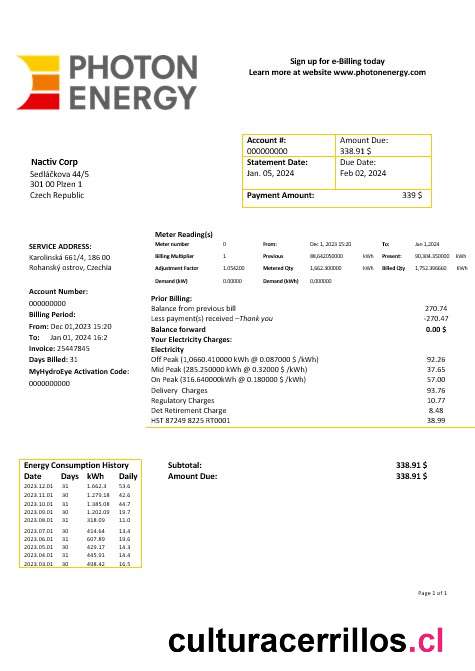 PHOTON
ENERGY
Sign up for e-Billing today
Learn more at website www.photonenergy.com
Account #:
000000000
Amount Due:
338.91 $
Statement Date:
Jan. 05, 2024
Due Date:
Feb 02, 2024
Payment Amount: 339 $
Nactiv Corp
Sedláčkova 44/5
301 00 Plzen 1
Czech Republic
Meter Reading(s)
Meter number 0 From: Dec 1,2023 15:20 To: Jan 1,2024
Billing Multiplier 1 Previous 88,642050000 kWh Present: 90,304.350000 kWh
Adjustment Factor 1.054200 Metered Qty 1,662.300000 kWh Billed Qty 1,752.396660 kWh
Demand (kW) 0.00000 Demand (kWh) 0,000000
SERVICE ADDRESS:
Karolinská 661/4, 186 00
Rohanský ostrov, Czechia
Account Number:
000000000
Billing Period:
From: Dec 01,2023 15:20
To: Jan 01, 2024 16:2
Invoice: 25447845
Days Billed: 31
MyHydroEye Activation Code:
0000000000
Prior Billing:
Balance from previous bill 270.74
Less payment(s) received –Thank you -270.47
Balance forward 0.00 $
Your Electricity Charges:
Electricity
Off Peak (1,0660.410000 kWh @ 0.087000 $ /kWh) 92.26
Mid Peak (285.250000 kWh @ 0.32000 $ /kWh) 37.65
On Peak (316.640000kWh @ 0.180000 $ /kWh) 57.00
Delivery Charges 93.76
Regulatory Charges 10.77
Det Retirement Charge 8.48
HST 87249 8225 RT0001 38.99
Energy Consumption History
Date Days kWh Daily
2023.12.01 31 1.662.3 53.6
2023.11.01 30 1.279.18 42.6
2023.10.01 31 1.385.08 44.7
2023.09.01 30 1.202.09 19.7
2023.08.01 31 318.09 11.0
2023.07.01 30 414.64 13.4
2023.06.01 31 607.89 19.6
2023.05.01 30 429.17 14.3
2023.04.01 31 445.91 14.4
2023.03.01 30 498.42 16.5
Subtotal: 338.91 $
Amount Due: 338.91 $
Page 1 of 1
culturacerrillos.cl